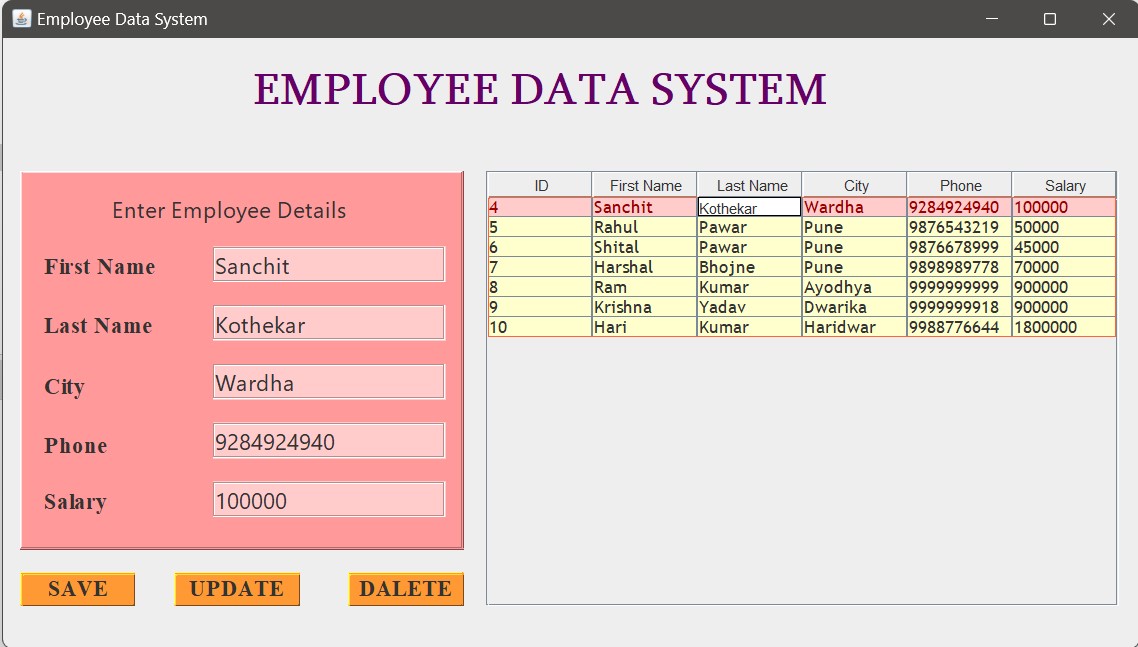 Employee Data System
EMPLOYEE DATA SYSTEM
Enter Employee Details
First Name Sanchit
Last Name Kothekar
City Wardha
Phone 9284924940
Salary 100000
SAVE UPDATE DALETE
ID First Name Last Name City Phone Salary
4 Sanchit Kothekar Wardha 9284924940 100000
5 Rahul Pawar Pune 9876543219 50000
6 Shital Pawar Pune 9876678999 45000
7 Harshal Bhojne Pune 9898989778 70000
8 Ram Kumar Ayodhya 9999999999 900000
9 Krishna Yadav Dwarika 9999999918 900000
10 Hari Kumar Haridwar 9988776644 1800000